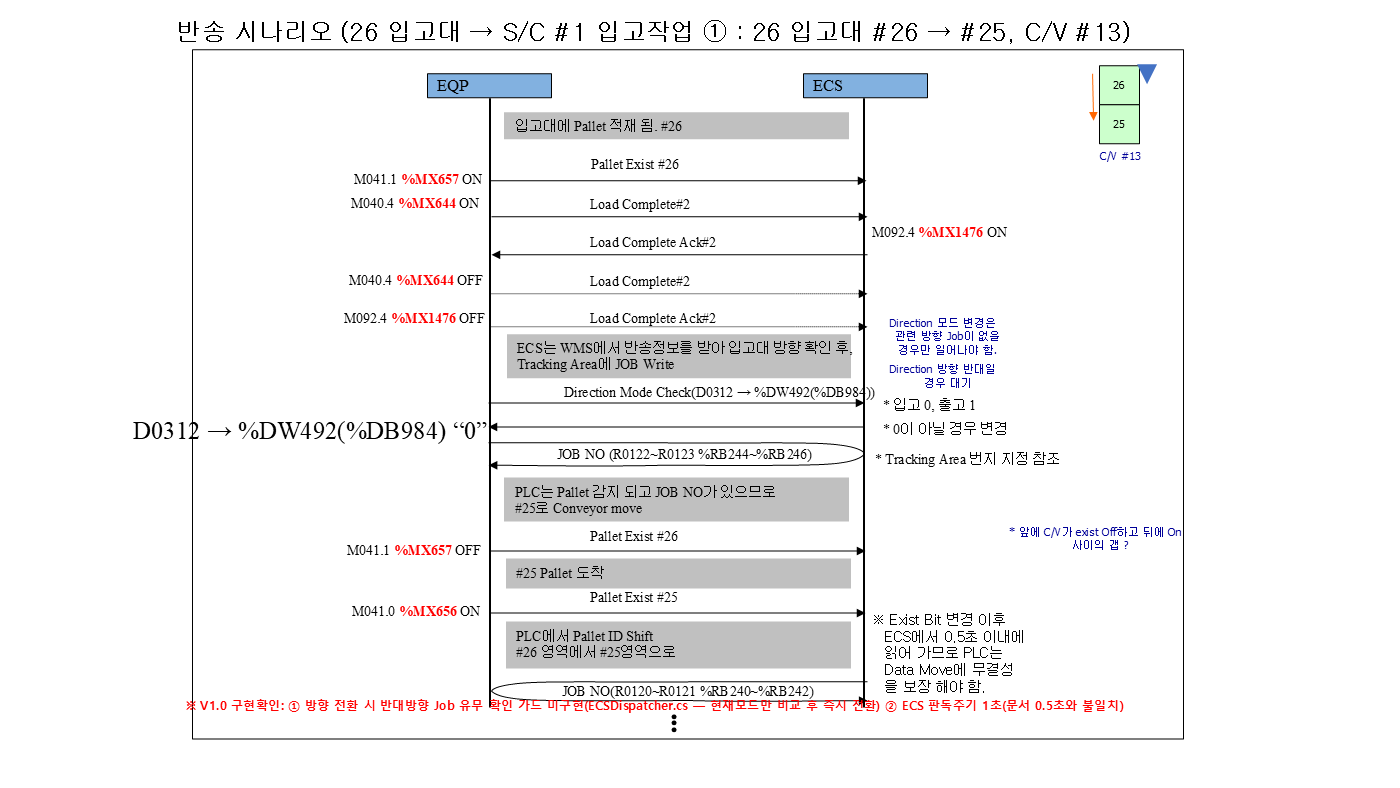 반송 시나리오 (26 입고대 → S/C #1 입고작업 ① : 26 입고대 #26 → #25, C/V #13)
EQP
ECS
26
25
C/V #13
입고대에 Pallet 적재 됨. #26
Pallet Exist #26
M041.1 %MX657 ON
M040.4 %MX644 ON
Load Complete#2
M092.4 %MX1476 ON
Load Complete Ack#2
M040.4 %MX644 OFF
Load Complete#2
M092.4 %MX1476 OFF
Load Complete Ack#2
Direction 모드 변경은
관련 방향 Job이 없을
경우만 일어나야 함.
ECS는 WMS에서 반송정보를 받아 입고대 방향 확인 후,
Tracking Area에 JOB Write
Direction 방향 반대일
경우 대기
Direction Mode Check(D0312 → %DW492(%DB984))
* 입고 0, 출고 1
D0312 → %DW492(%DB984) “0”
* 0이 아닐 경우 변경
JOB NO (R0122~R0123 %RB244~%RB246)
* Tracking Area 번지 지정 참조
PLC는 Pallet 감지 되고 JOB NO가 있으므로
#25로 Conveyor move
* 앞에 C/V가 exist Off하고 뒤에 On
사이의 갭 ?
Pallet Exist #26
M041.1 %MX657 OFF
#25 Pallet 도착
Pallet Exist #25
M041.0 %MX656 ON
※ Exist Bit 변경 이후
ECS에서 0.5초 이내에
읽어 가므로 PLC는
Data Move에 무결성
을 보장 해야 함.
PLC에서 Pallet ID Shift
#26 영역에서 #25영역으로
JOB NO(R0120~R0121 %RB240~%RB242)
※ V1.0 구현확인: ① 방향 전환 시 반대방향 Job 유무 확인 가드 미구현(ECSDispatcher.cs — 현재모드만 비교 후 즉시 전환) ② ECS 판독주기 1초(문서 0.5초와 불일치)